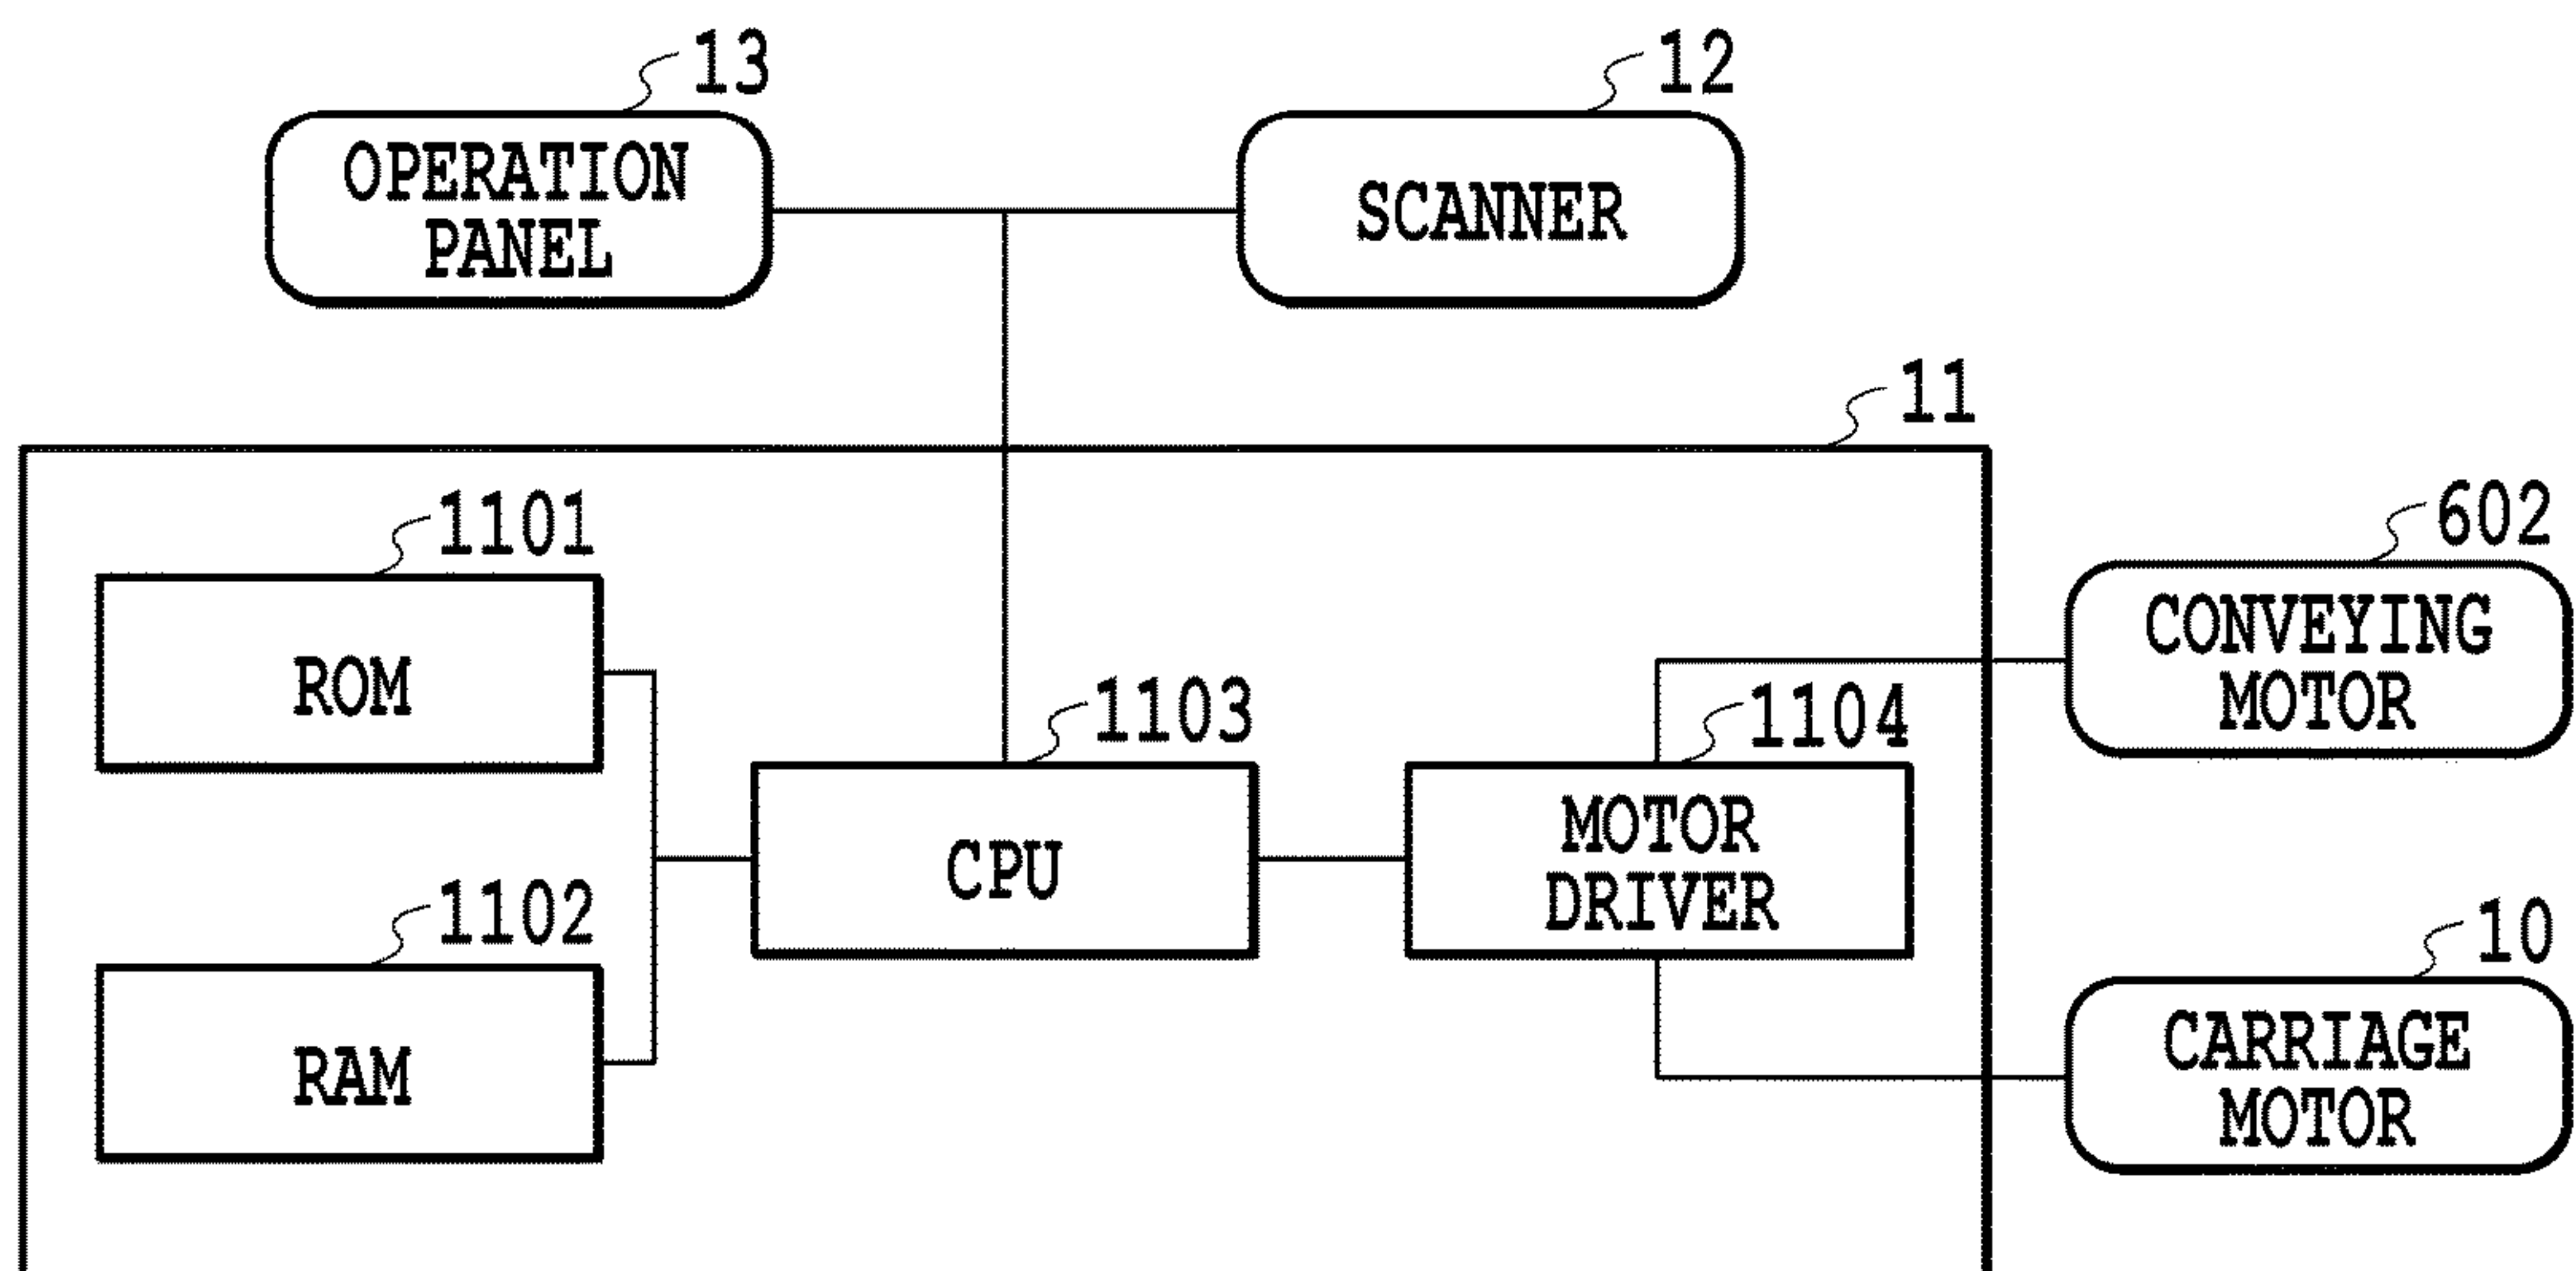 13
OPERATION
PANEL
12
SCANNER
11
1101
ROM
1102
RAM
1103
CPU
1104
MOTOR
DRIVER
602
CONVEYING
MOTOR
10
CARRIAGE
MOTOR